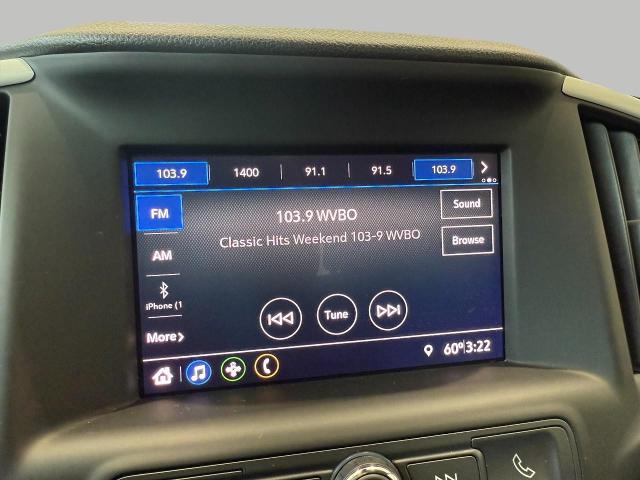 103.9 1400 91.1 91.5 103.9
FM
103.9 WVBO
Sound
Classic Hits Weekend 103-9 WVBO
Browse
AM
iPhone (1
Tune
More
60° 3:22